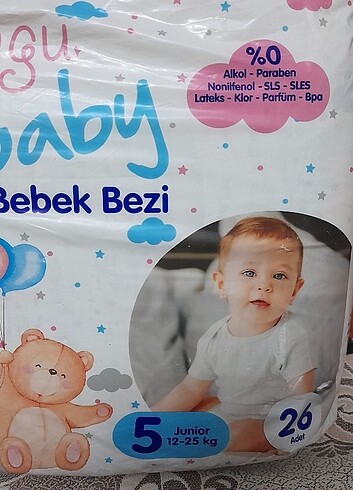 gu
baby
Bebek Bezi
%0
Alkol - Paraben
Nonilfenol - SLS - SLES
Lateks - Klor - Parfüm - Bpa
5 Junior
12-25 kg
26
Adet